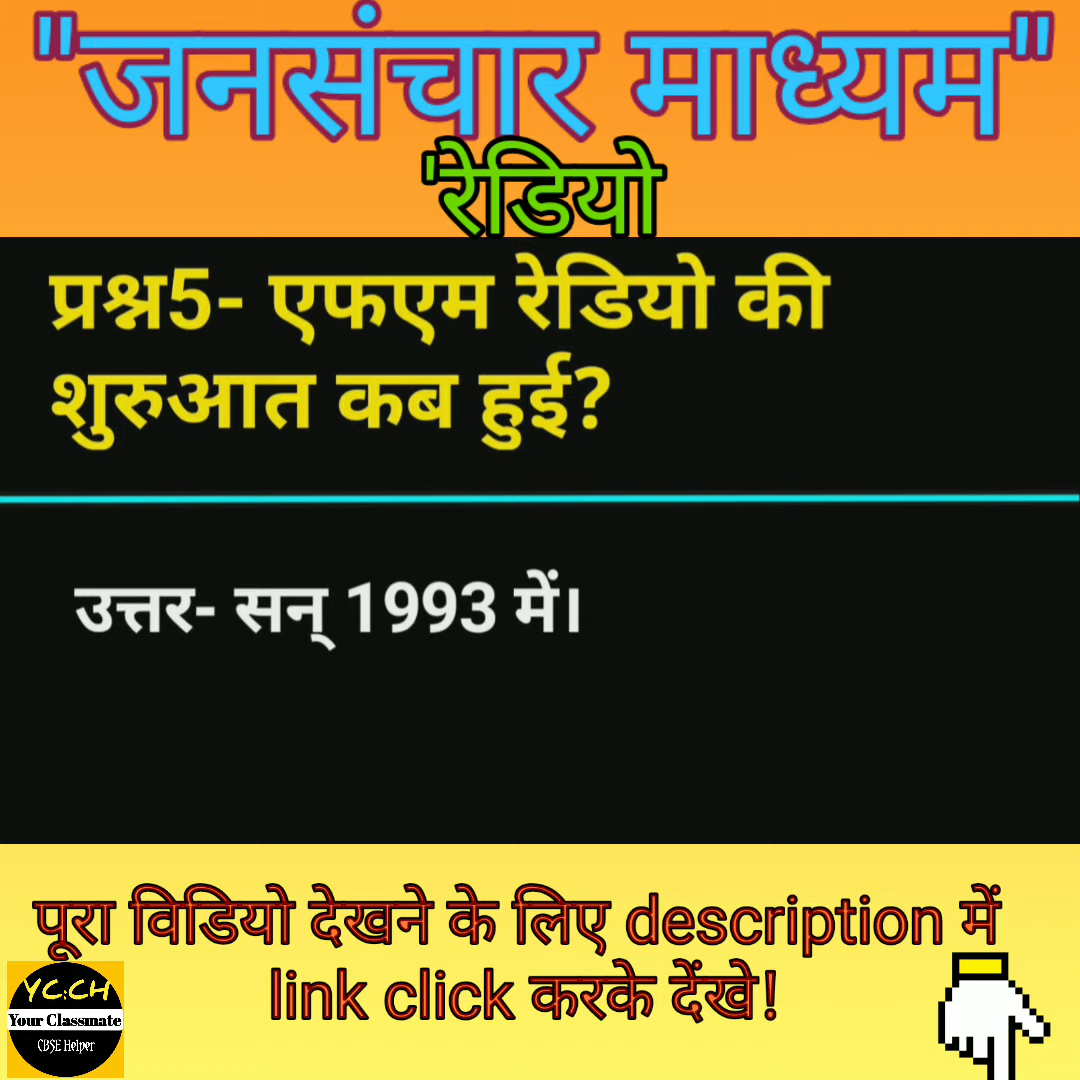 "जनसंचार माध्यम"
'रेडियो
प्रश्न5- एफएम रेडियो की
शुरुआत कब हुई?
उत्तर- सन् 1993 में।
पूरा विडियो देखने के लिए description में
link click करके देंखे!
YC:CH
Your Classmate
CBSE Helper